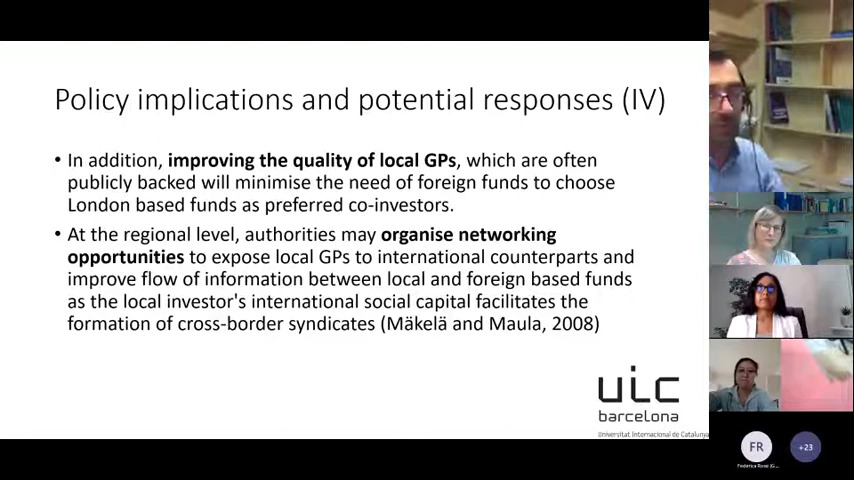 Policy implications and potential responses (IV)
• In addition, improving the quality of local GPs, which are often
publicly backed will minimise the need of foreign funds to choose
London based funds as preferred co-investors.
• At the regional level, authorities may organise networking
opportunities to expose local GPs to international counterparts and
improve flow of information between local and foreign based funds
as the local investor's international social capital facilitates the
formation of cross-border syndicates (Mäkelä and Maula, 2008)
uic
barcelona
Universitat Internacional de Catalunya
FR
+23